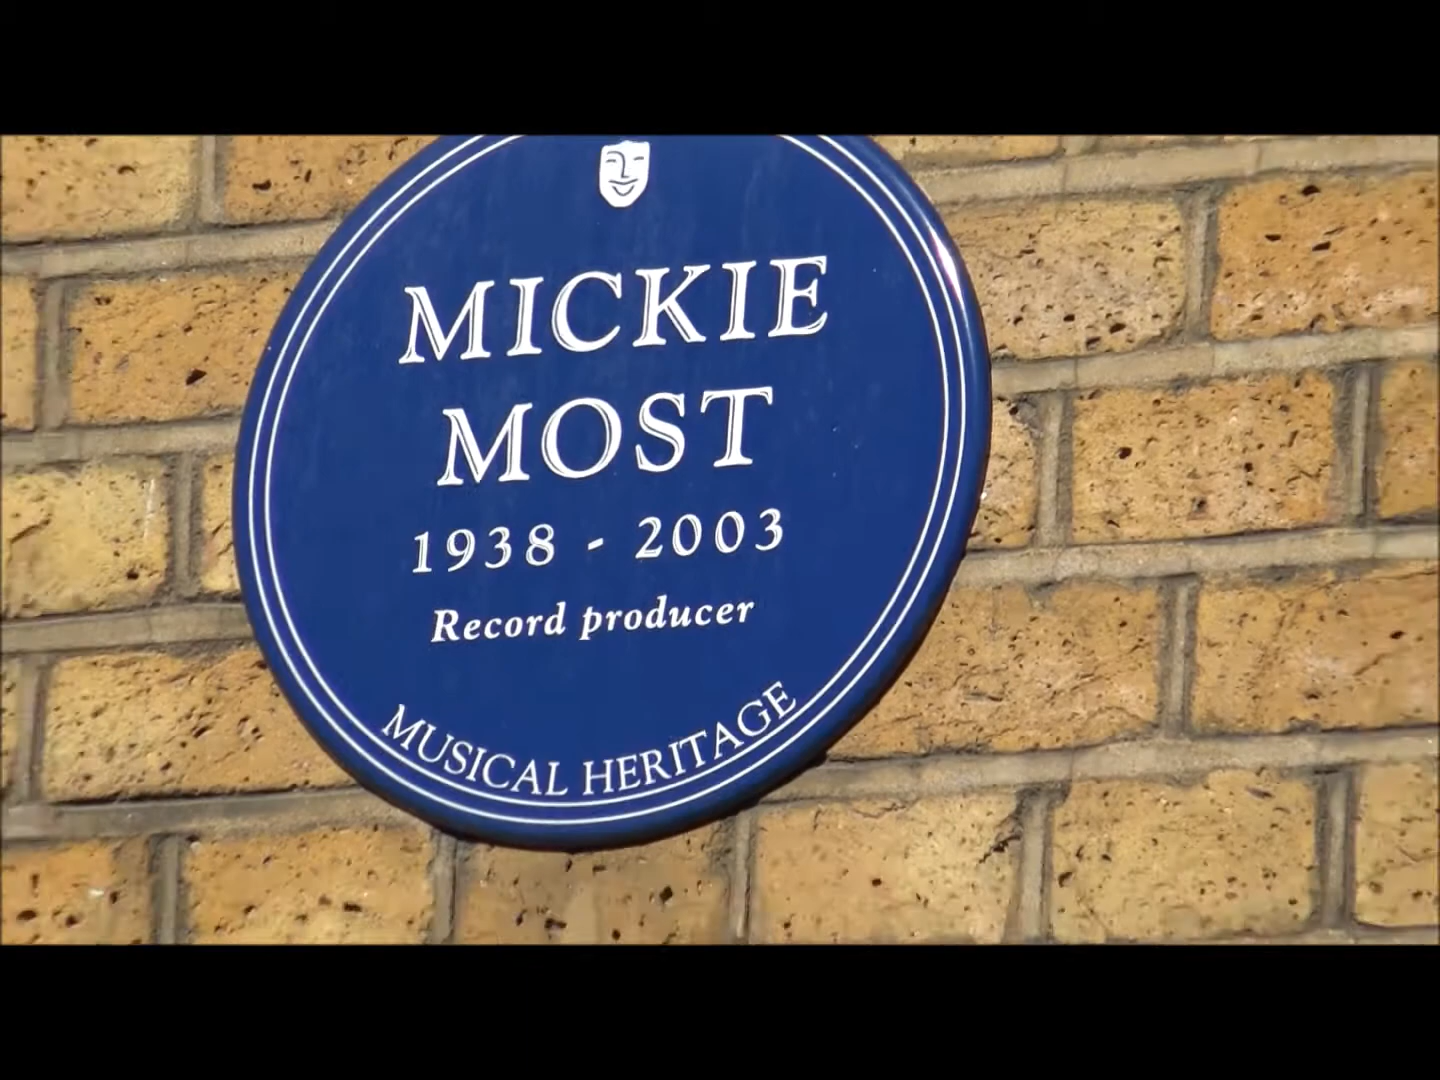 MICKIE
MOST
1938 - 2003
Record producer
MUSICAL HERITAGE